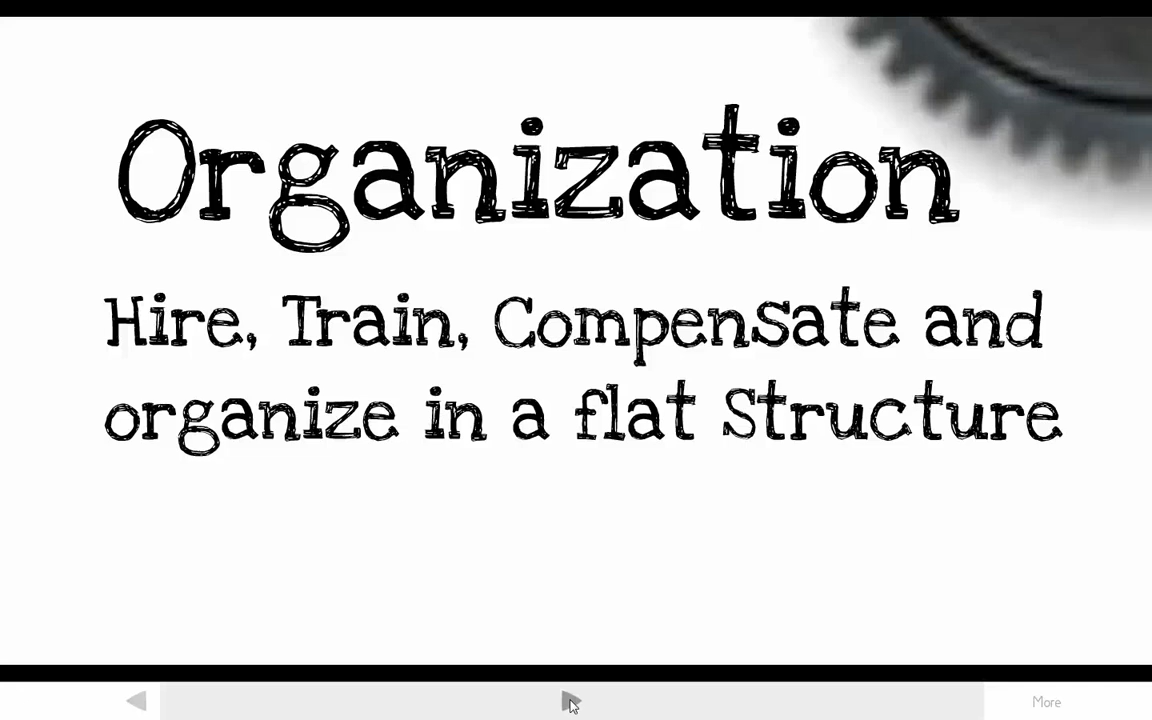 Organization
Hire, Train, Compensate and
organize in a flat Structure
More